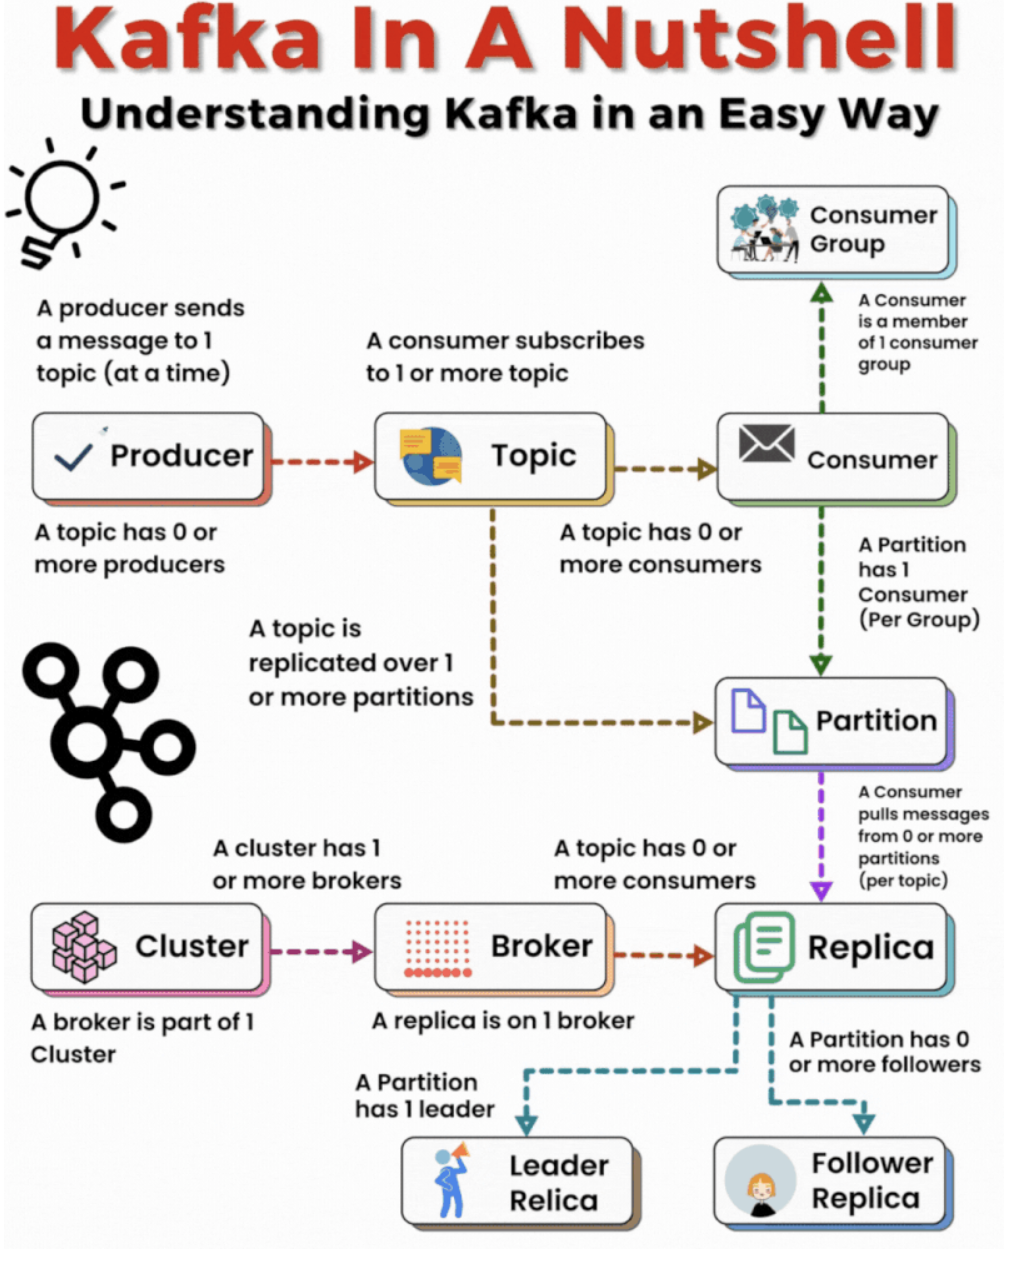 Kafka In A Nutshell
Understanding Kafka in an Easy Way
Consumer
Group
A Consumer
is a member
of 1 consumer
group
A producer sends
a message to 1
topic (at a time)
A consumer subscribes
to 1 or more topic
Producer
Topic
Consumer
A topic has 0 or
more producers
A topic has 0 or
more consumers
A Partition
has 1
Consumer
(Per Group)
A topic is
replicated over 1
or more partitions
Partition
A Consumer
pulls messages
from 0 or more
partitions
(per topic)
A cluster has 1
or more brokers
A topic has 0 or
more consumers
Cluster
Broker
Replica
A broker is part of 1
Cluster
A replica is on 1 broker
A Partition has 0
or more followers
A Partition
has 1 leader
Leader
Relica
Follower
Replica